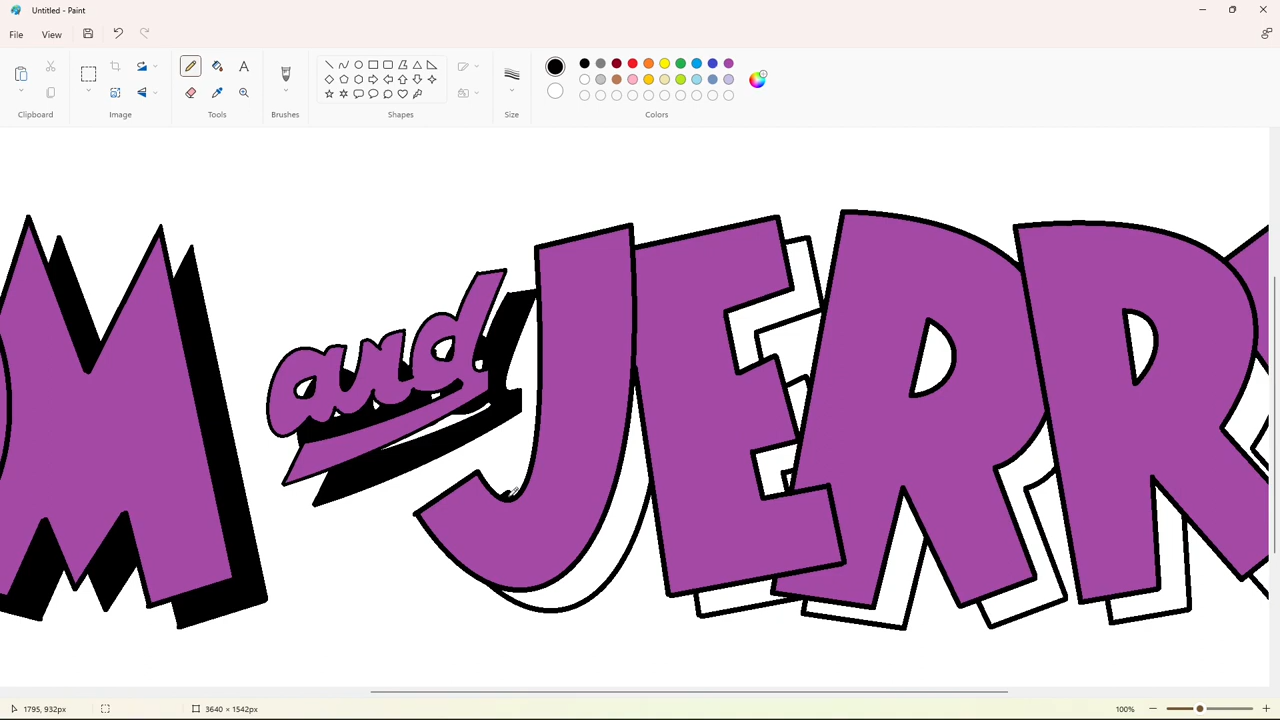 Untitled - Paint
File View
Clipboard Image Tools Brushes Shapes Size Colors
M and JERR
1795, 932px 3640 × 1542px 100%